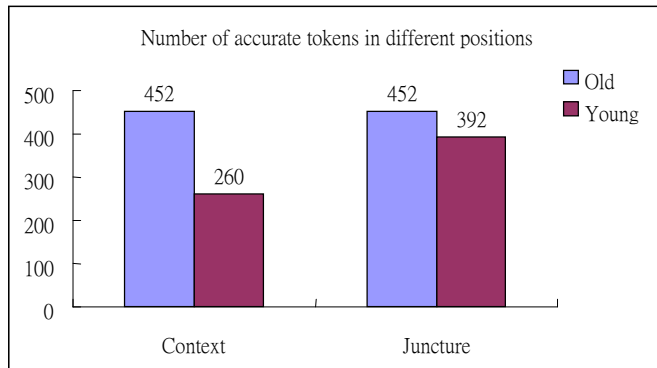 Number of accurate tokens in different positions
Old
Young
500
400
300
200
100
0
452
260
452
392
Context
Juncture